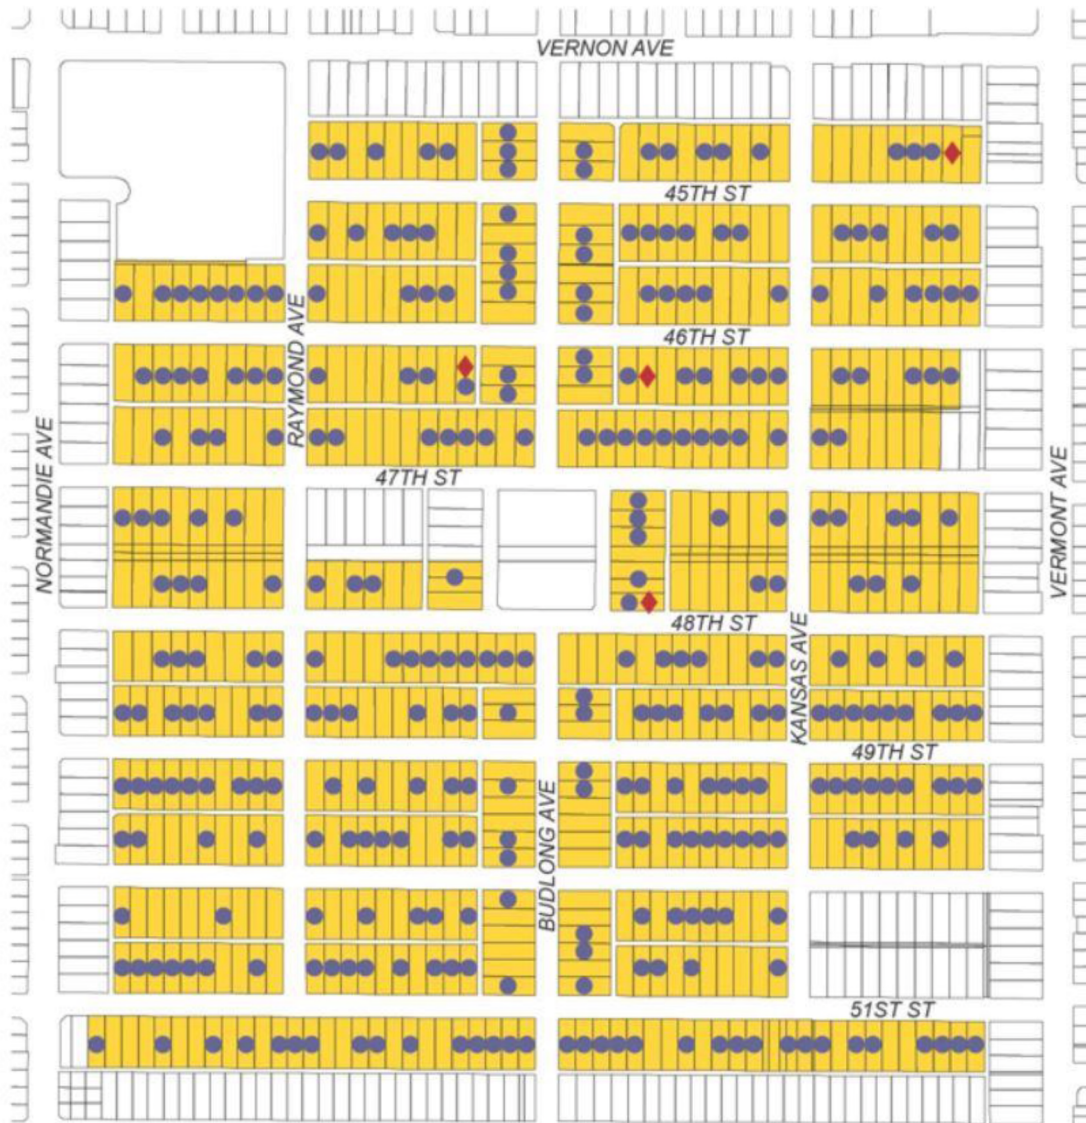 VERNON AVE
45TH ST
46TH ST
RAYMOND AVE
47TH ST
NORMANDIE AVE
VERMONT AVE
48TH ST
KANSAS AVE
49TH ST
BUDLONG AVE
51ST ST